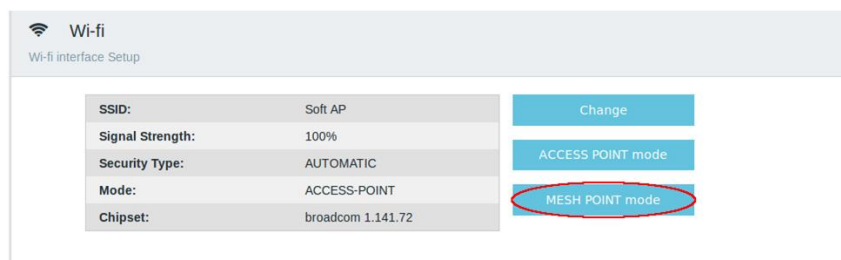 Wi-fi
Wi-fi interface Setup
SSID: Soft AP
Signal Strength: 100%
Security Type: AUTOMATIC
Mode: ACCESS-POINT
Chipset: broadcom 1.141.72
Change
ACCESS POINT mode
MESH POINT mode